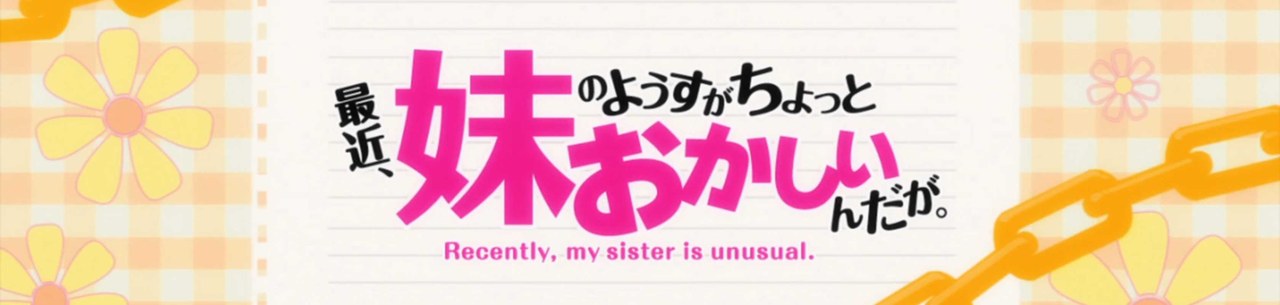 最近、妹のようすがちょっと
おかしいんだが。
Recently, my sister is unusual.